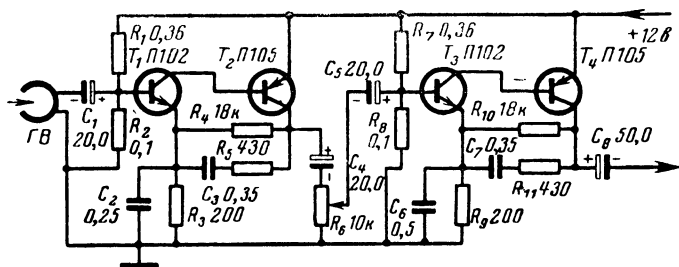 R₁ 0,36
T₁ П102
T₂ П105
R₇ 0,36
T₃ П102
T₄ П105
+12в
ГВ
C₁
20,0
R₂
0,1
R₄ 18к
R₅ 430
C₂
0,25
C₃ 0,35
R₃ 200
C₄
20,0
R₆ 10к
C₅ 20,0
R₈
0,1
R₁₀ 18к
C₇ 0,35
R₁₁ 430
C₆
0,5
R₉ 200
C₈ 50,0